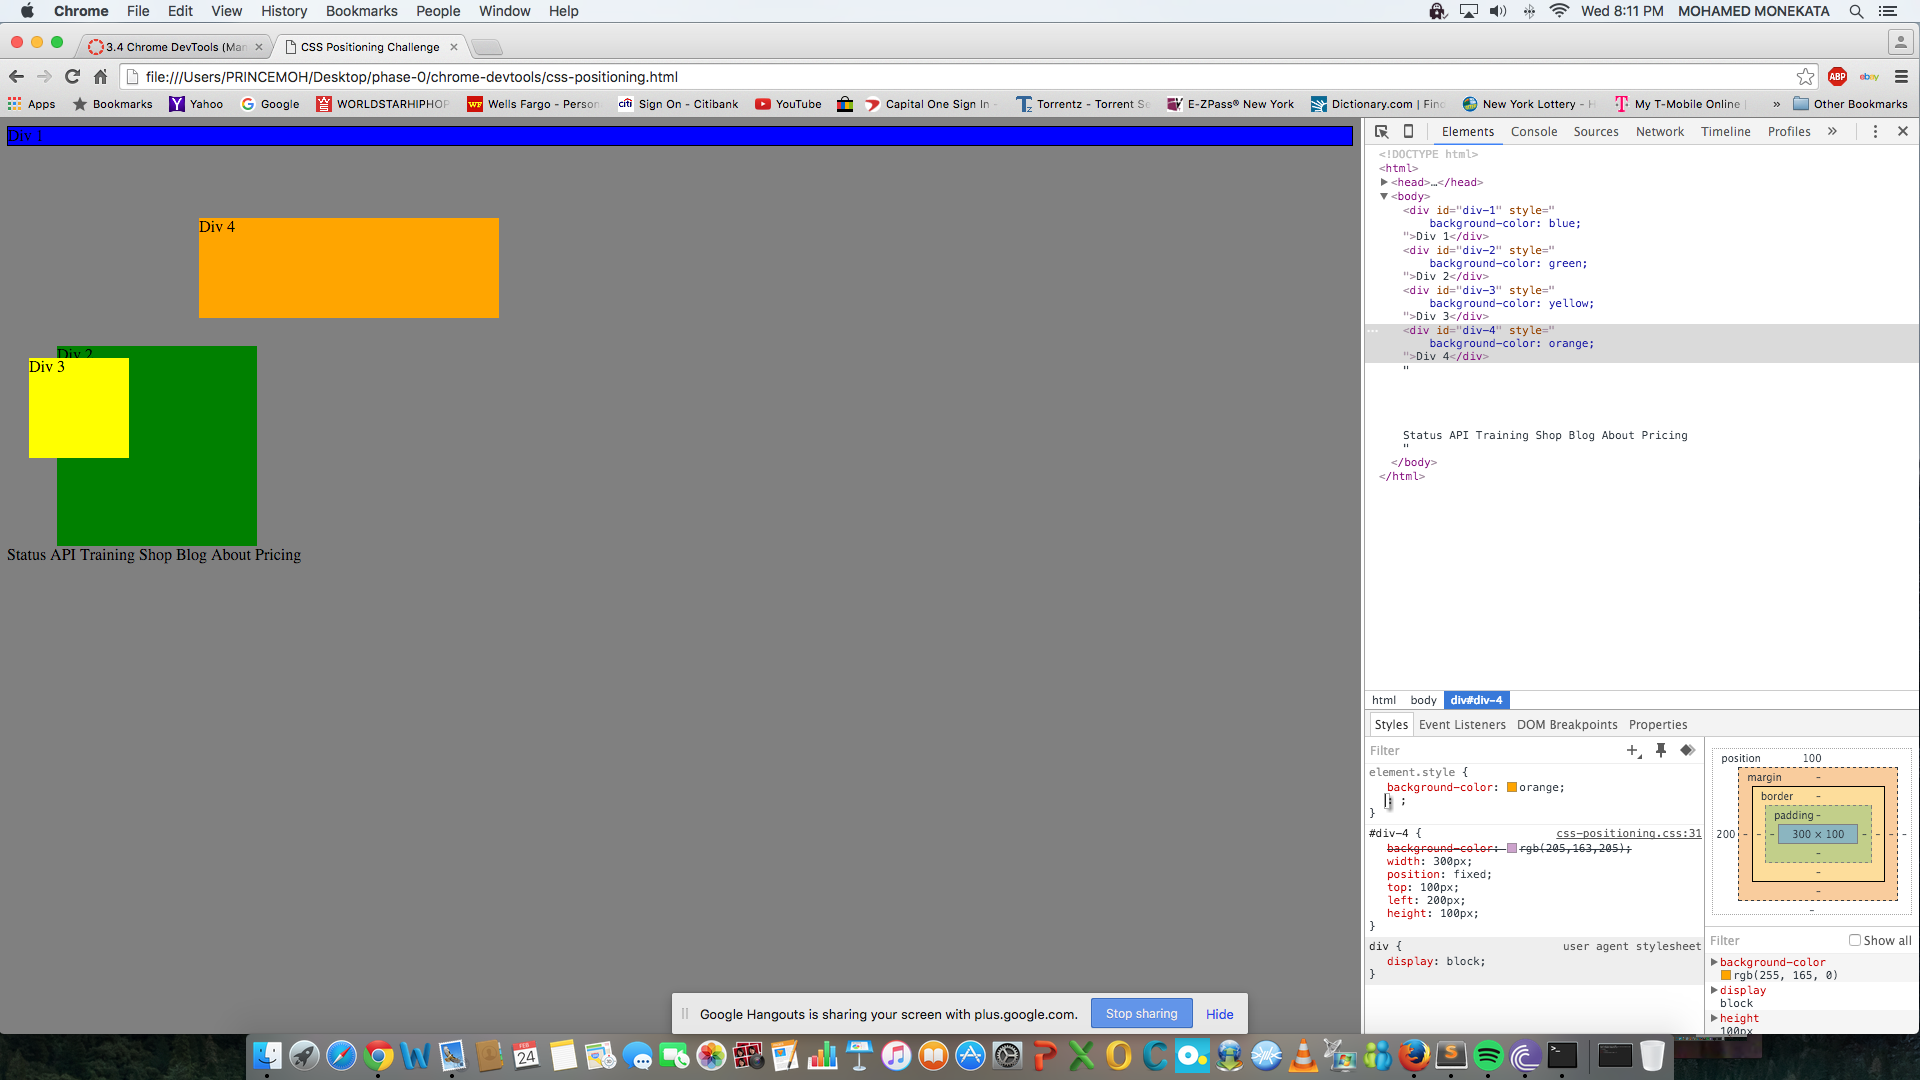 Chrome File Edit View History Bookmarks People Window Help Wed 8:11 PM MOHAMED MONEKATA
3.4 Chrome DevTools (Man CSS Positioning Challenge
file:///Users/PRINCEMOH/Desktop/phase-0/chrome-devtools/css-positioning.html ABP ebay
Apps Bookmarks Yahoo Google WORLDSTARHIPHOP Wells Fargo - Person Sign On - Citibank YouTube Capital One Sign In - Torrentz - Torrent Se E-ZPass® New York Dictionary.com | Find New York Lottery - H My T-Mobile Online | » Other Bookmarks
Div 1
Div 4
Div 2
Div 3
Status API Training Shop Blog About Pricing
Elements Console Sources Network Timeline Profiles »
<!DOCTYPE html>
<html>
<head>…</head>
<body>
<div id="div-1" style="
background-color: blue;
">Div 1</div>
<div id="div-2" style="
background-color: green;
">Div 2</div>
<div id="div-3" style="
background-color: yellow;
">Div 3</div>
<div id="div-4" style="
background-color: orange;
">Div 4</div>
"
Status API Training Shop Blog About Pricing
"
</body>
</html>
html body div#div-4
Styles Event Listeners DOM Breakpoints Properties
Filter
element.style {
background-color: orange;
: ;
}
#div-4 { css-positioning.css:31
background-color: rgb(205,163,205);
width: 300px;
position: fixed;
top: 100px;
left: 200px;
height: 100px;
}
div { user agent stylesheet
display: block;
}
position 100
margin -
border -
padding -
200 - - - 300 × 100 - - - -
-
-
-
-
Filter Show all
background-color
rgb(255, 165, 0)
display
block
height
100px
Google Hangouts is sharing your screen with plus.google.com. Stop sharing Hide
FEB
24